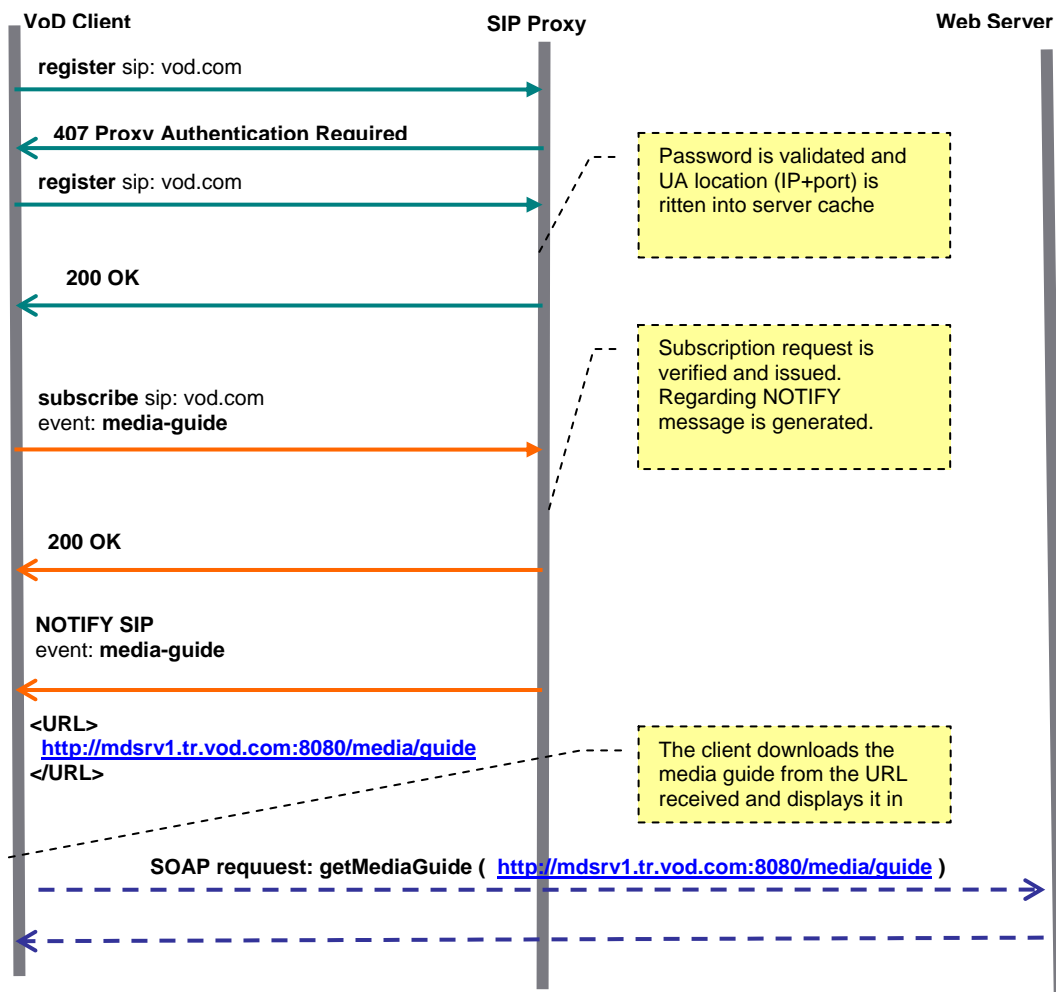 VoD Client
SIP Proxy
Web Server
register sip: vod.com
407 Proxy Authentication Required
Password is validated and
UA location (IP+port) is
ritten into server cache
register sip: vod.com
200 OK
Subscription request is
verified and issued.
Regarding NOTIFY
message is generated.
subscribe sip: vod.com
event: media-guide
200 OK
NOTIFY SIP
event: media-guide
<URL>
http://mdsrv1.tr.vod.com:8080/media/guide
</URL>
The client downloads the
media guide from the URL
received and displays it in
SOAP requuest: getMediaGuide ( http://mdsrv1.tr.vod.com:8080/media/guide )